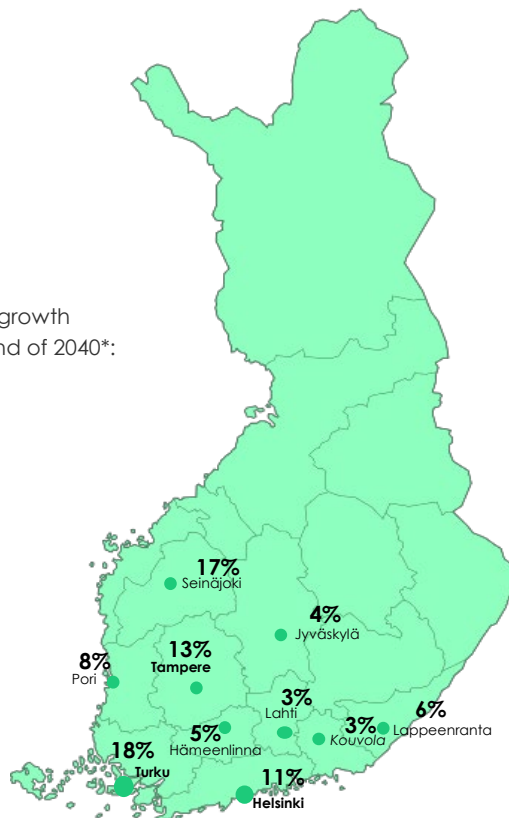 growth
nd of 2040*:
17%
Seinäjoki
4%
Jyväskylä
13%
Tampere
8%
Pori
3%
Lahti
6%
Lappeenranta
3%
Kouvola
5%
Hämeenlinna
18%
Turku
11%
Helsinki